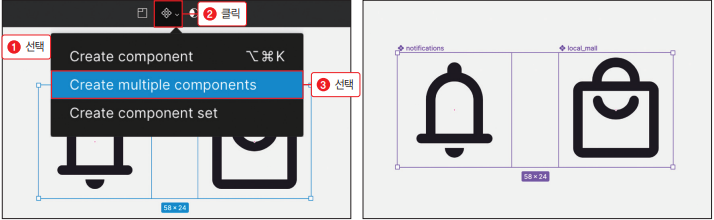 2 클릭
1 선택
Create component ⌥⌘K
Create multiple components
3 선택
Create component set
58 × 24
notifications
local_mall
58 × 24